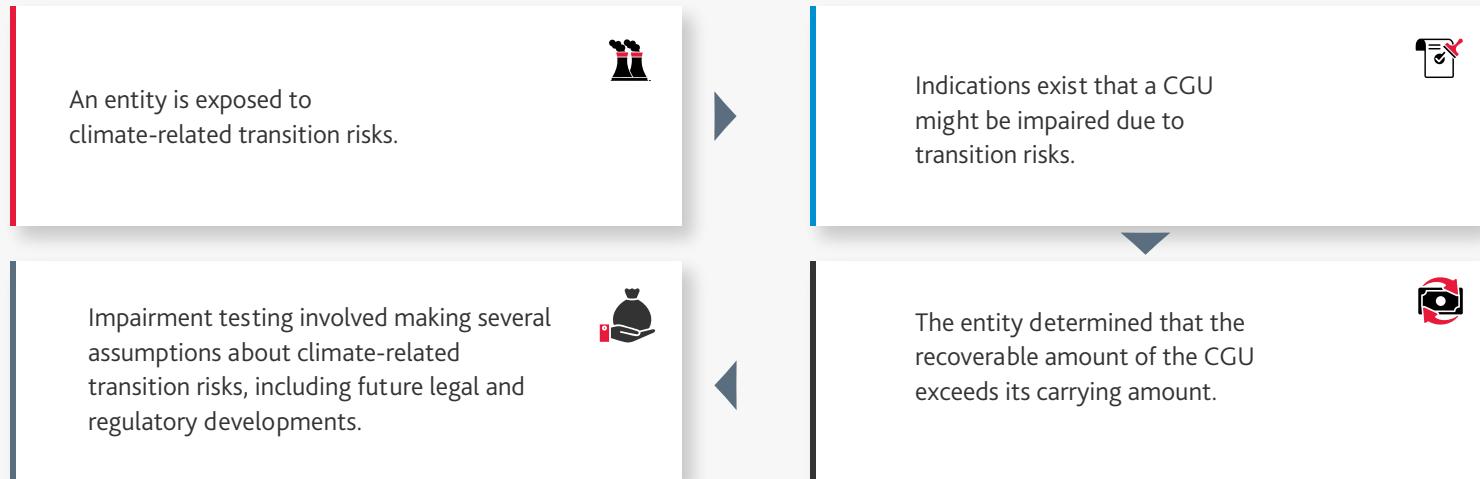 An entity is exposed to
climate-related transition risks.
Indications exist that a CGU
might be impaired due to
transition risks.
The entity determined that the
recoverable amount of the CGU
exceeds its carrying amount.
Impairment testing involved making several
assumptions about climate-related
transition risks, including future legal and
regulatory developments.